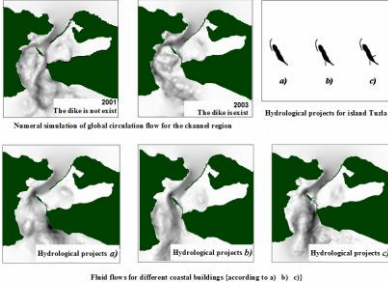 2001
The dike is not exist
2003
The dike is exist
a) b) c)
Hydrological projects for island Tuzla
Numeral simulation of global circulation flow for the channel region
Hydrological projects a)
Hydrological projects b)
Hydrological projects c)
Fluid flows for different coastal buildings [according to a) b) c)]